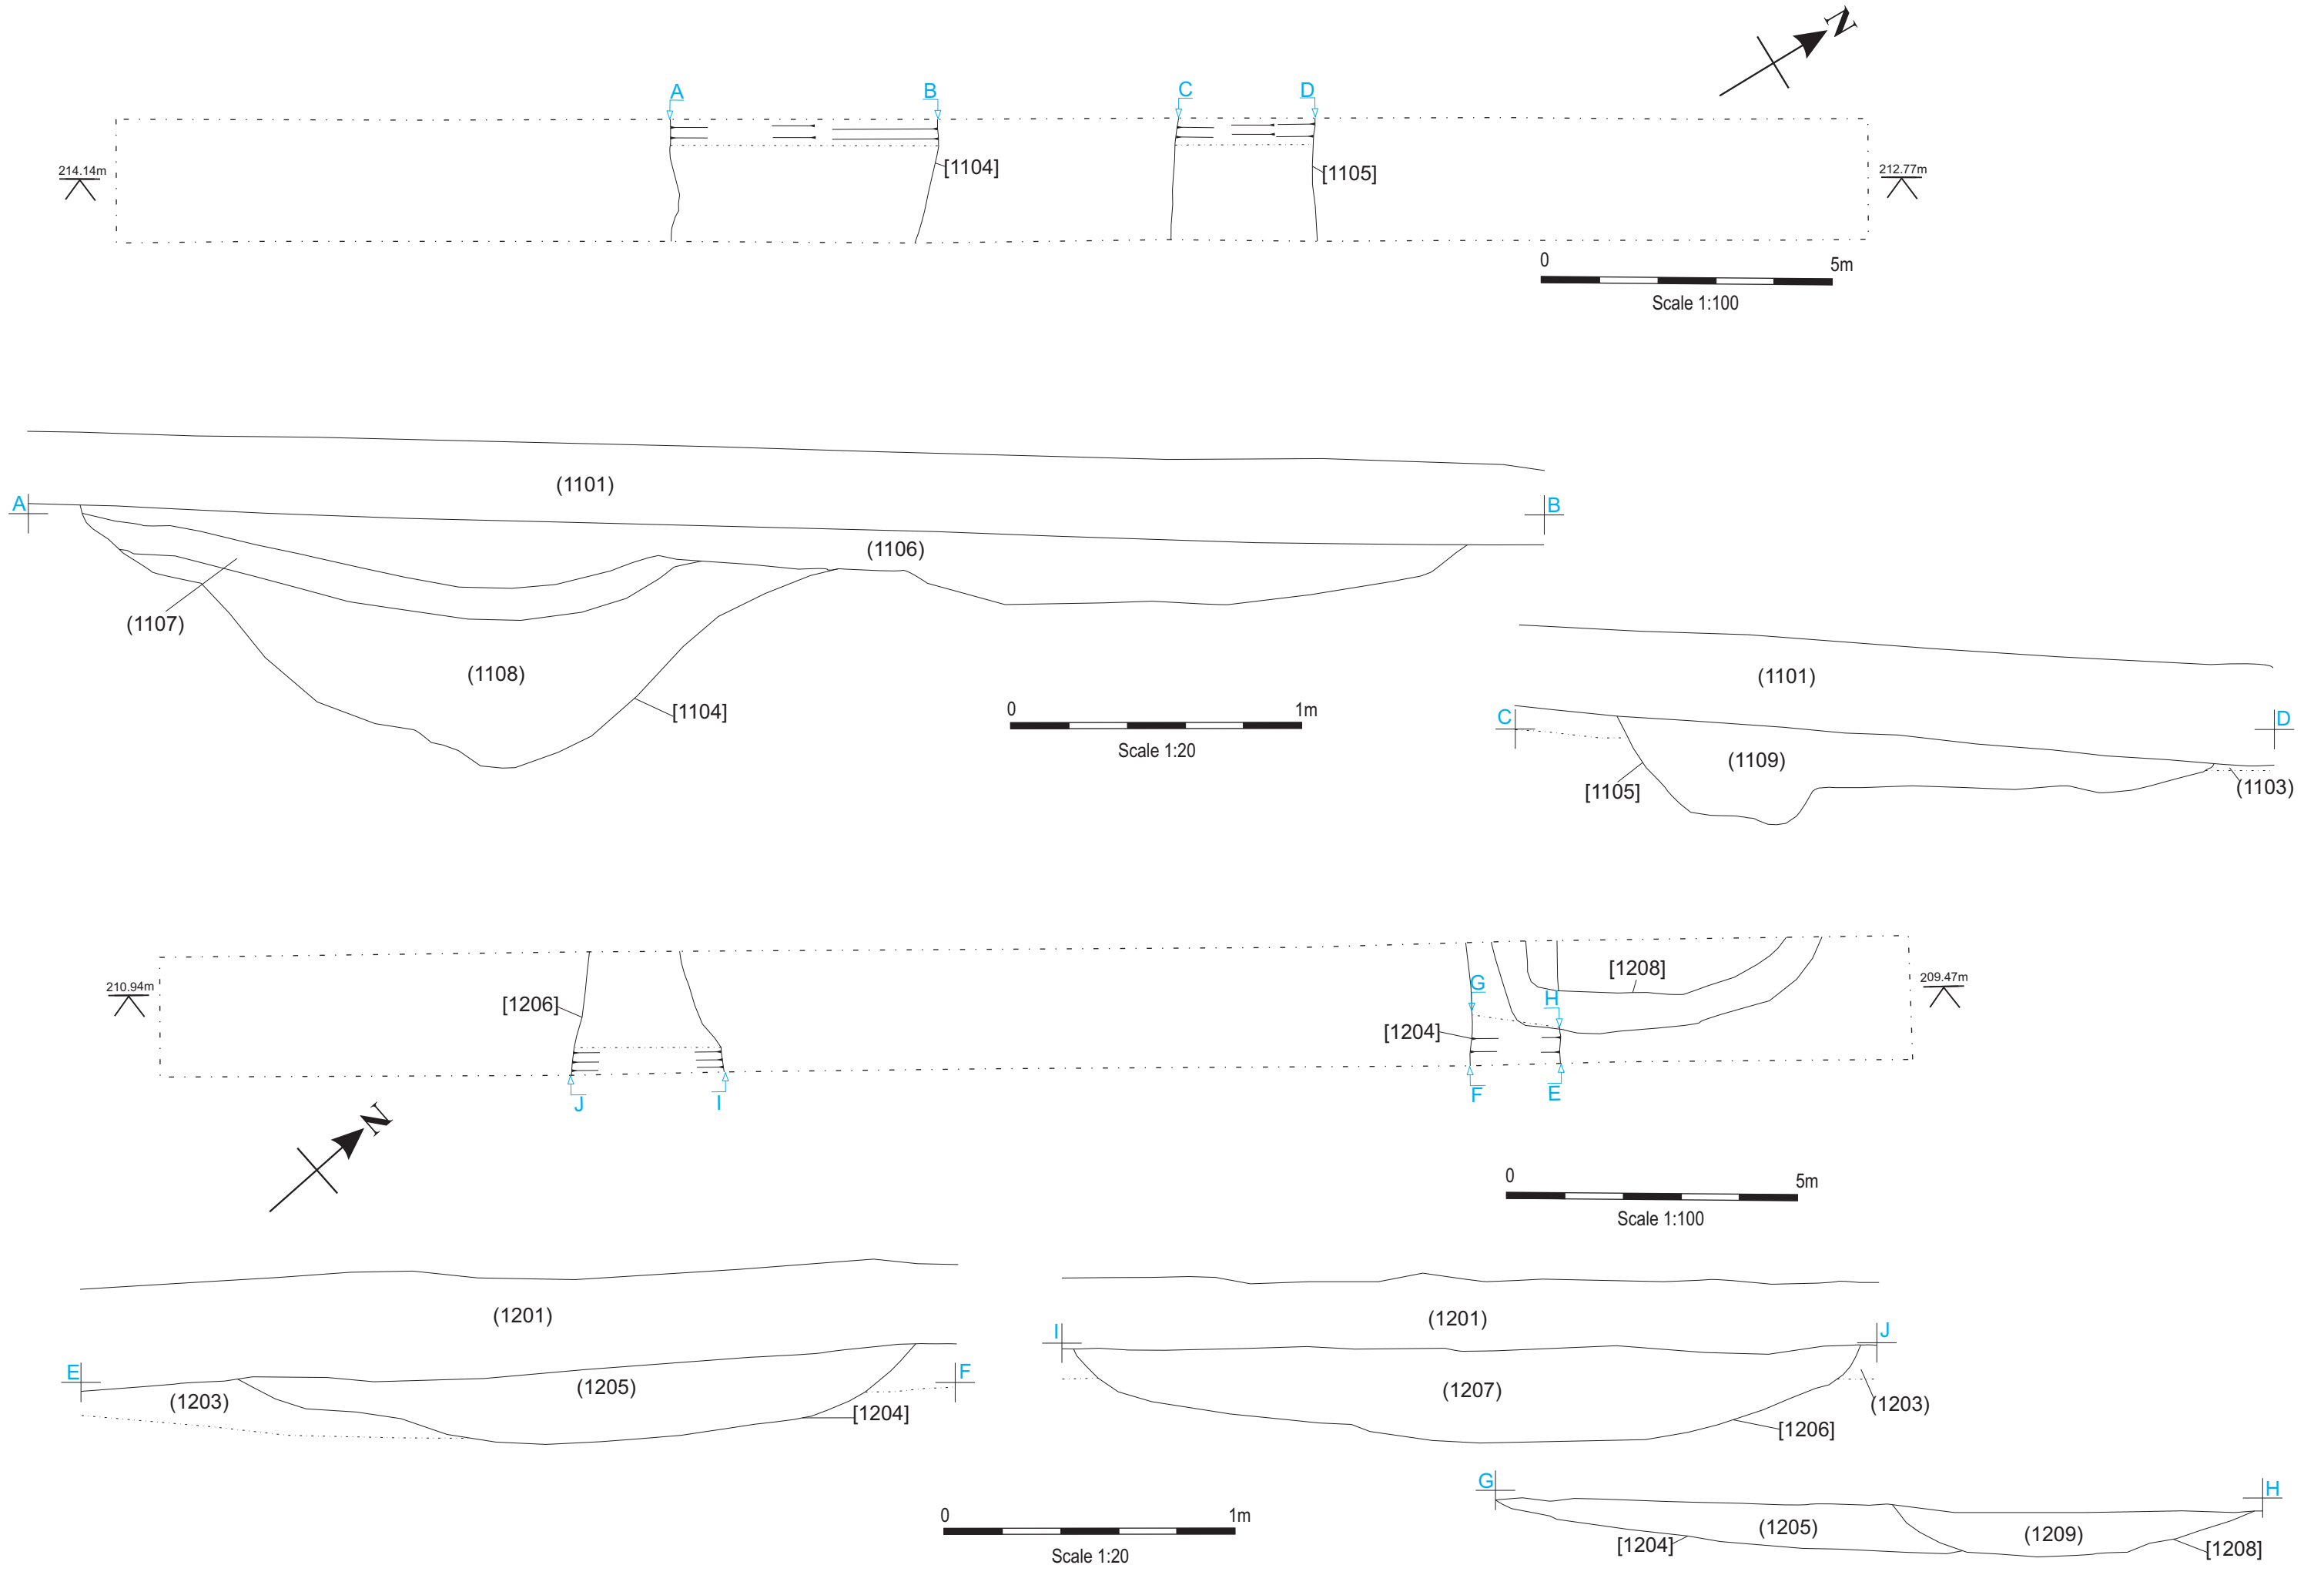 N
A
B
C
D
[1104]
[1105]
214.14m
212.77m
0
5m
Scale 1:100
(1101)
A
B
(1106)
(1107)
(1108)
[1104]
0
1m
Scale 1:20
(1101)
C
D
(1109)
[1105]
(1103)
210.94m
[1206]
[1208]
G
H
[1204]
209.47m
J
I
F
E
N
0
5m
Scale 1:100
(1201)
E
F
(1203)
(1205)
[1204]
(1201)
I
J
(1207)
(1203)
[1206]
G
H
(1205)
(1209)
[1204]
[1208]
0
1m
Scale 1:20